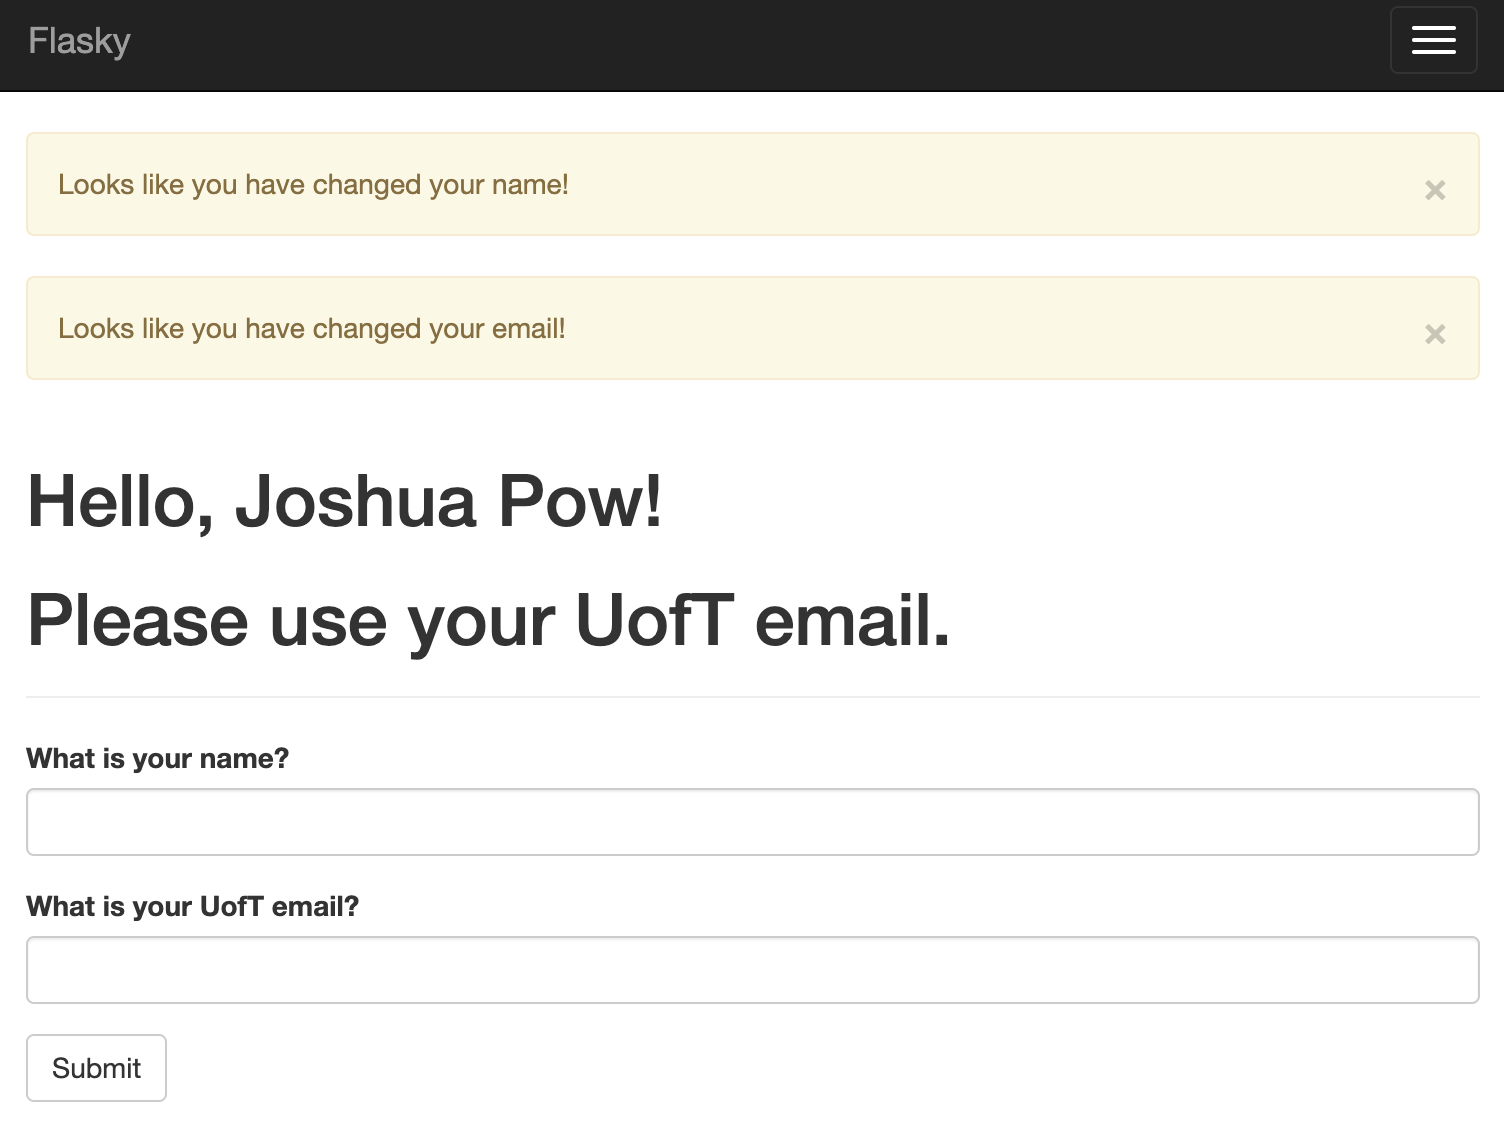 Flasky
Looks like you have changed your name!
×
Looks like you have changed your email!
×
Hello, Joshua Pow!
Please use your UofT email.
What is your name?
What is your UofT email?
Submit